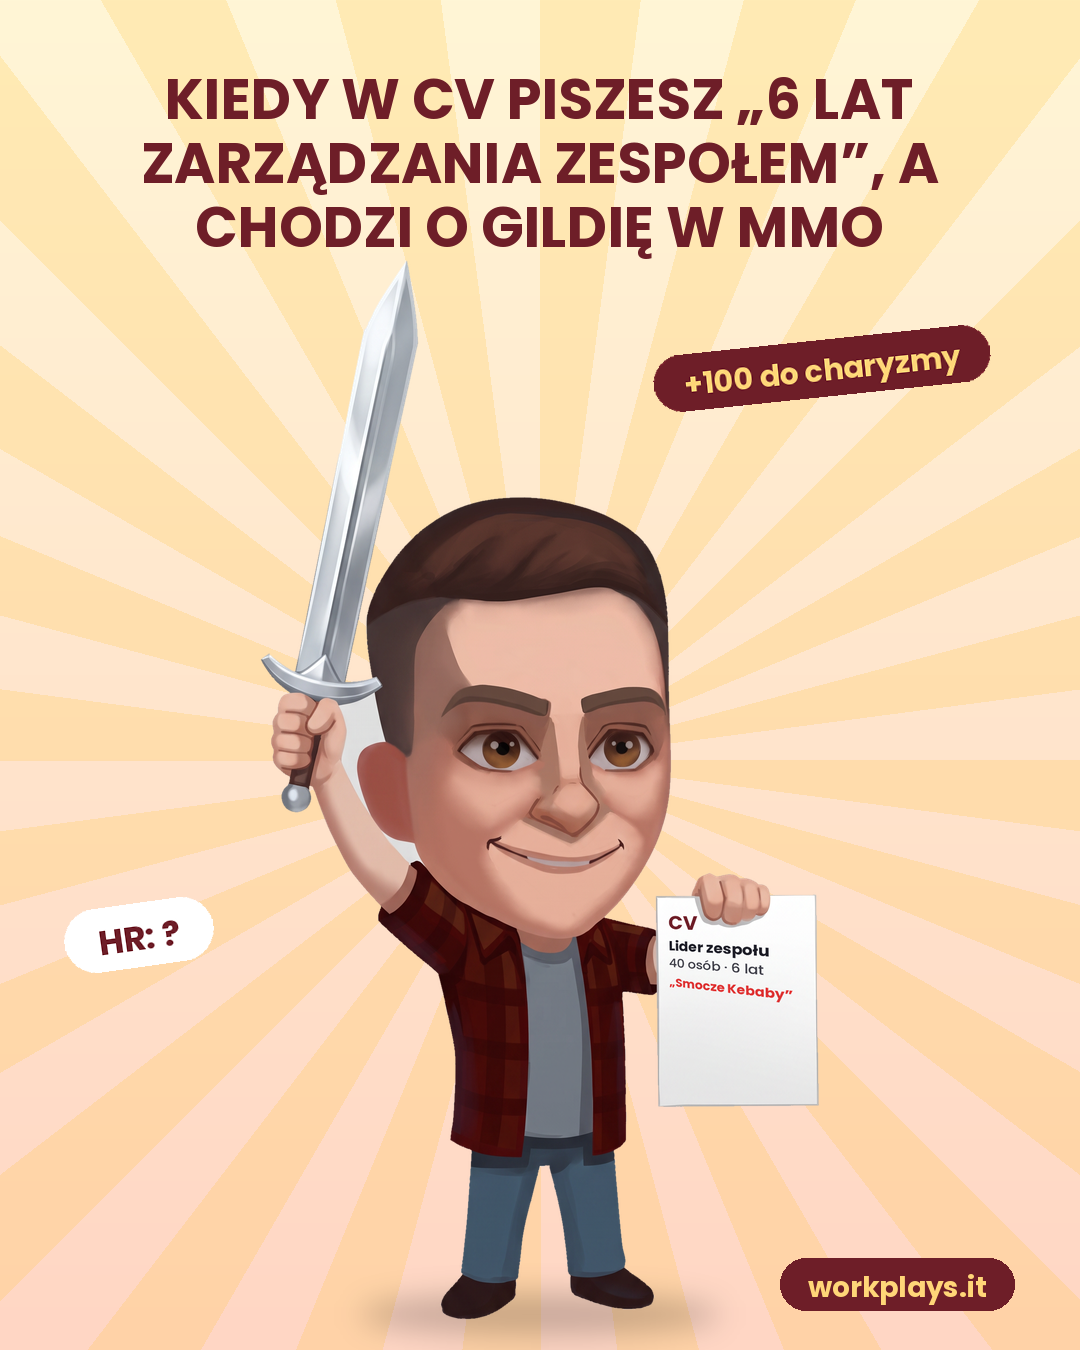 KIEDY W CV PISZESZ „6 LAT
ZARZĄDZANIA ZESPOŁEM”, A
CHODZI O GILDIĘ W MMO
+100 do charyzmy
HR: ?
CV
Lider zespołu
40 osób · 6 lat
„Smocze Kebaby”
workplays.it